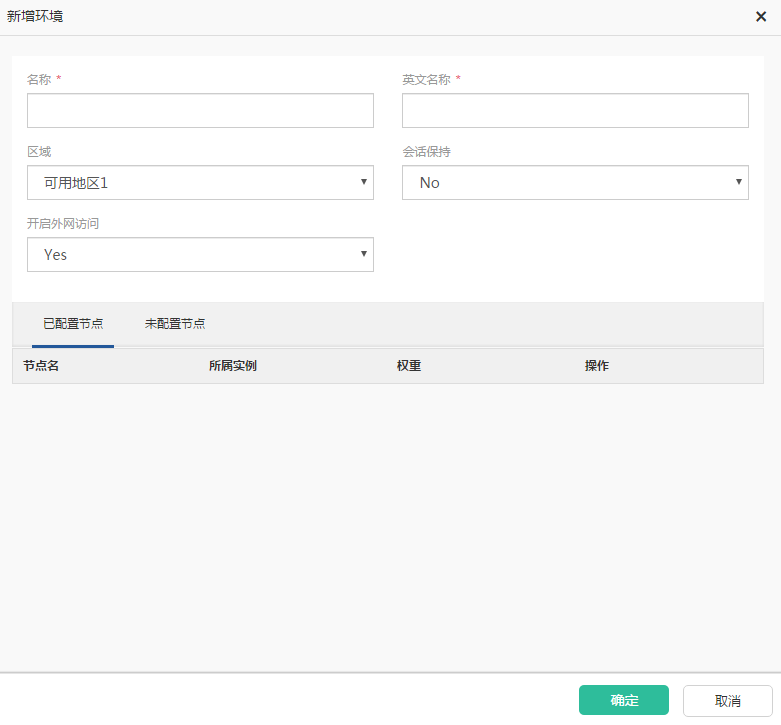 新增环境 ×
名称 * 英文名称 *
区域 会话保持
可用地区1 No
开启外网访问
Yes
已配置节点 未配置节点
节点名 所属实例 权重 操作
确定 取消